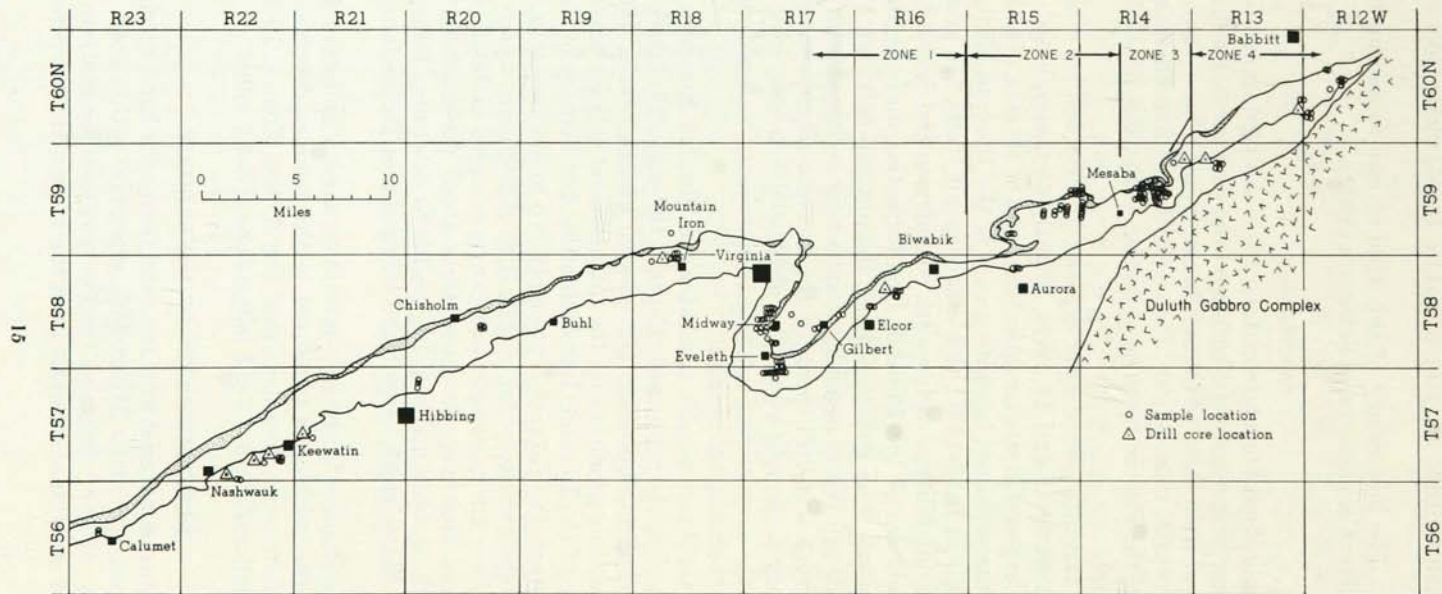 R23 R22 R21 R20 R19 R18 R17 R16 R15 R14 R13 R12W
Babbitt
ZONE 1 ZONE 2 ZONE 3 ZONE 4
T60N
T60N
0 5 10
Miles
T59
Mesaba
T59
Mountain
Iron
Virginia
Biwabik
Chisholm
T58
Buhl
Midway
Elcor
Aurora
Duluth Gabbro Complex
T58
Eveleth
Gilbert
15
T57
Hibbing
Sample location
Drill core location
T57
Keewatin
Nashwauk
T56
Calumet
T56